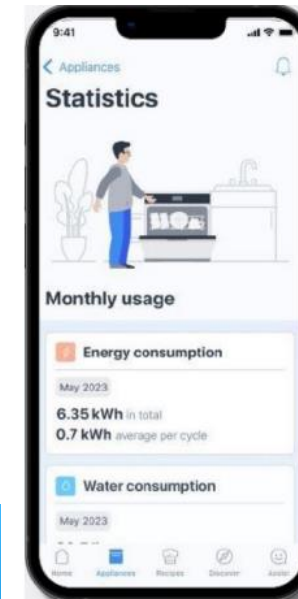 9:41
Appliances
Statistics
Monthly usage
Energy consumption
May 2023
6.35 kWh in total
0.7 kWh average per cycle
Water consumption
May 2023
Home Appliances Recipes Discover